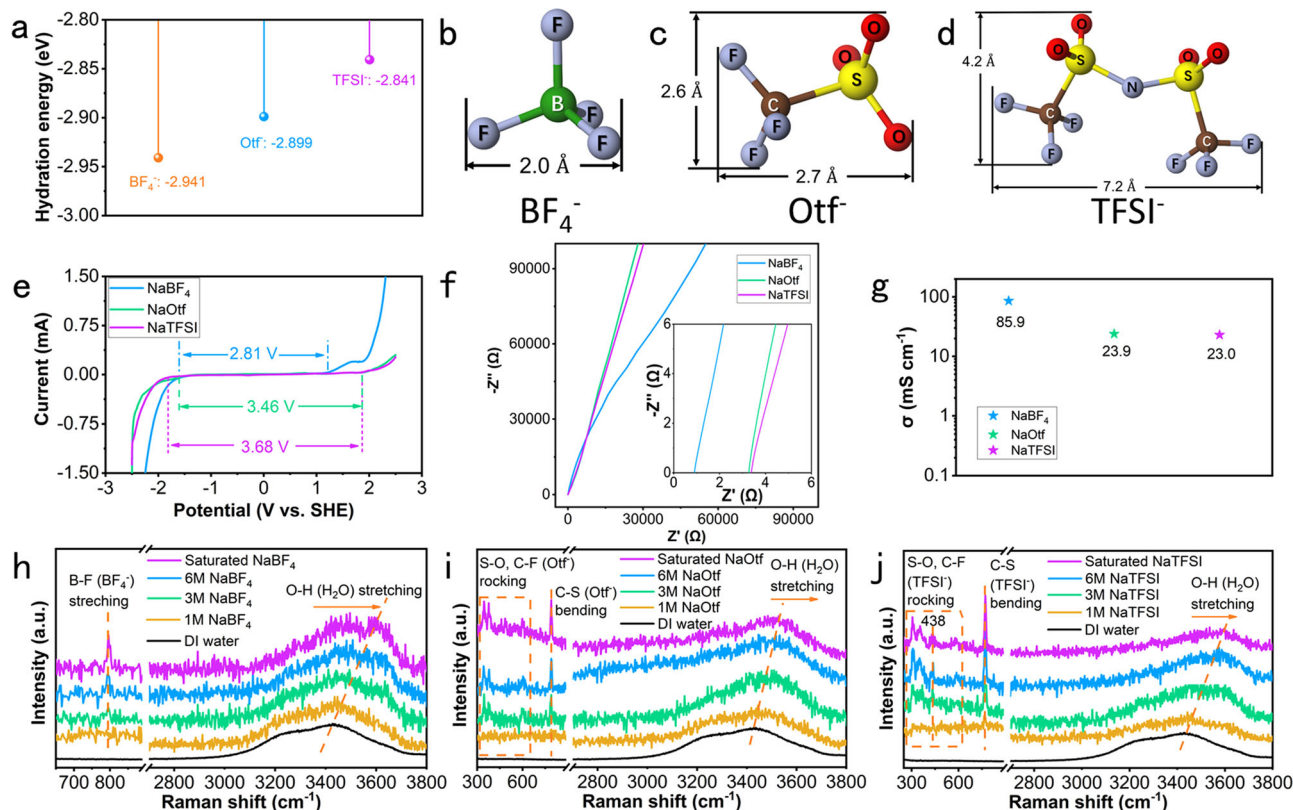 a
Hydration energy (eV)
-2.80
-2.85
-2.90
-2.95
-3.00
TFSI⁻: -2.841
Otf⁻: -2.899
BF₄⁻: -2.941
b
F
B
F
F
F
2.0 Å
BF₄⁻
c
2.6 Å
F
O
O
S
C
F
F
O
2.7 Å
Otf⁻
d
4.2 Å
O
O
S
O
O
S
N
F
C
F
F
C
F
F
F
7.2 Å
TFSI⁻
e
Current (mA)
1.50
0.75
0.00
-0.75
-1.50
NaBF₄
NaOtf
NaTFSI
2.81 V
3.46 V
3.68 V
-3 -2 -1 0 1 2 3
Potential (V vs. SHE)
f
-Z'' (Ω)
90000
60000
30000
0
NaBF₄
NaOtf
NaTFSI
-Z'' (Ω)
6
4
2
0
0 2 4 6
Z' (Ω)
0 30000 60000 90000
Z' (Ω)
g
σ (mS cm⁻¹)
100
10
1
0.1
85.9
23.9
23.0
NaBF₄
NaOtf
NaTFSI
h
Intensity (a.u.)
B-F (BF₄⁻)
streching
Saturated NaBF₄
6M NaBF₄
3M NaBF₄
1M NaBF₄
DI water
O-H (H₂O) stretching
700 800 2800 3000 3200 3400 3600 3800
Raman shift (cm⁻¹)
i
Intensity (a.u.)
S-O, C-F (Otf⁻)
rocking
C-S (Otf⁻)
bending
Saturated NaOtf
6M NaOtf
3M NaOtf
1M NaOtf
DI water
O-H (H₂O)
stretching
300 600 2800 3000 3200 3400 3600 3800
Raman shift (cm⁻¹)
j
Intensity (a.u.)
S-O, C-F
(TFSI⁻)
rocking
438
C-S
(TFSI⁻)
bending
Saturated NaTFSI
6M NaTFSI
3M NaTFSI
1M NaTFSI
DI water
O-H (H₂O)
stretching
300 600 2800 3000 3200 3400 3600 3800
Raman shift (cm⁻¹)